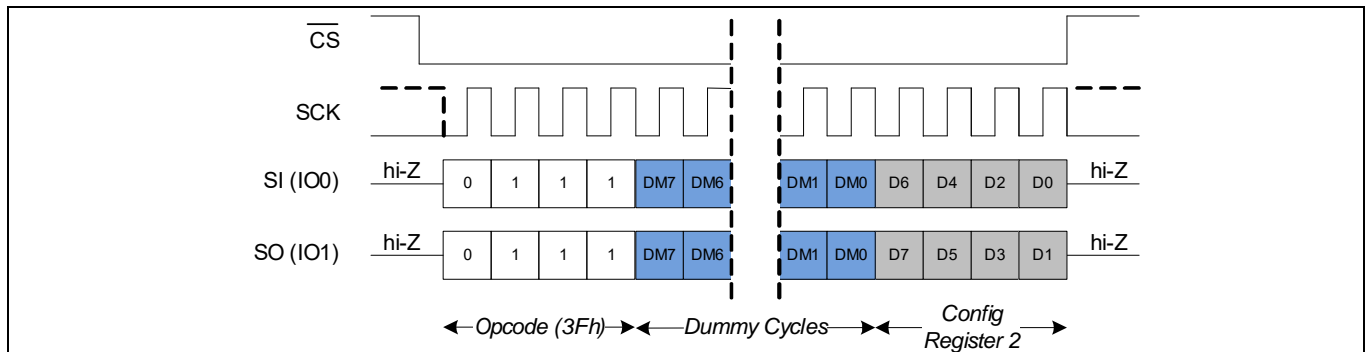 CS
SCK
SI (IO0) hi-Z 0 1 1 1 DM7 DM6 DM1 DM0 D6 D4 D2 D0 hi-Z
SO (IO1) hi-Z 0 1 1 1 DM7 DM6 DM1 DM0 D7 D5 D3 D1 hi-Z
Opcode (3Fh) Dummy Cycles Config
Register 2